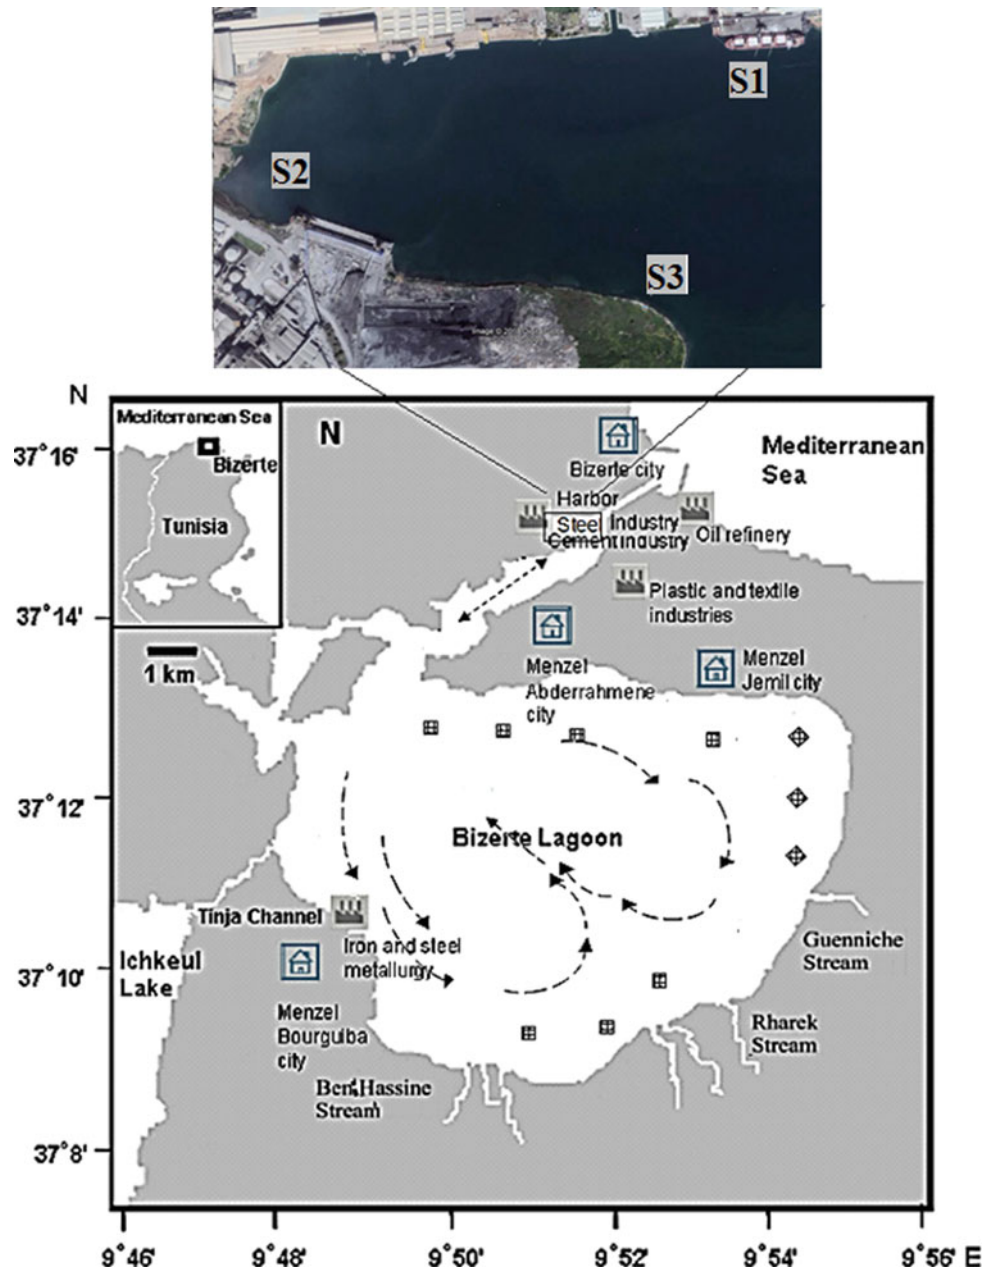 S1
S2
S3
Image © 20
N
37°16'
37°14'
37°12'
37°10'
37°8'
Mediterranean Sea
Bizerte
Tunisia
1 km
N
Bizerte city
Mediterranean
Sea
Harbor
Steel Industry
Cement industry
Oil refinery
Plastic and textile
industries
Menzel
Abderrahmene
city
Menzel
Jemil city
Bizerte Lagoon
Tinja Channel
Iron and steel
metallurgy
Ichkeul
Lake
Menzel
Bourguiba
city
Guenniche
Stream
Rharek
Stream
Ben Hassine
Stream
9°46'
9°48'
9°50'
9°52'
9°54'
9°56' E